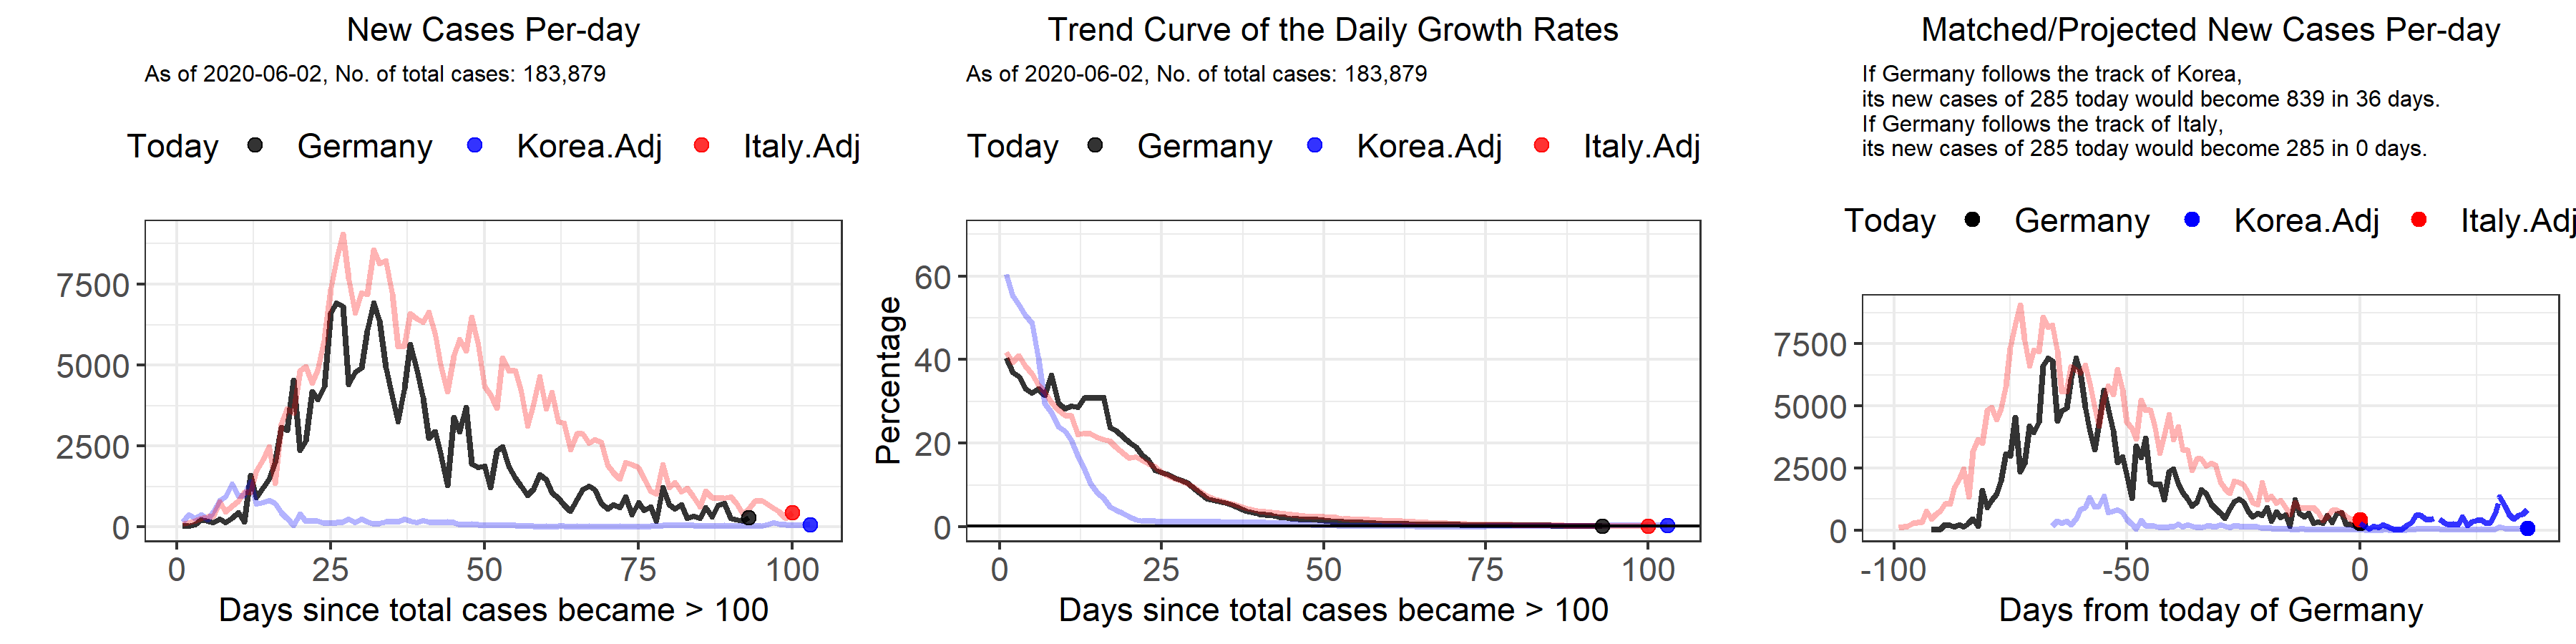 New Cases Per-day
As of 2020-06-02, No. of total cases: 183,879
Today Germany Korea.Adj Italy.Adj
7500
5000
2500
0
0 25 50 75 100
Days since total cases became > 100
Trend Curve of the Daily Growth Rates
As of 2020-06-02, No. of total cases: 183,879
Today Germany Korea.Adj Italy.Adj
Percentage
60
40
20
0
0 25 50 75 100
Days since total cases became > 100
Matched/Projected New Cases Per-day
If Germany follows the track of Korea,
its new cases of 285 today would become 839 in 36 days.
If Germany follows the track of Italy,
its new cases of 285 today would become 285 in 0 days.
Today Germany Korea.Adj Italy.Adj
7500
5000
2500
0
-100 -50 0
Days from today of Germany